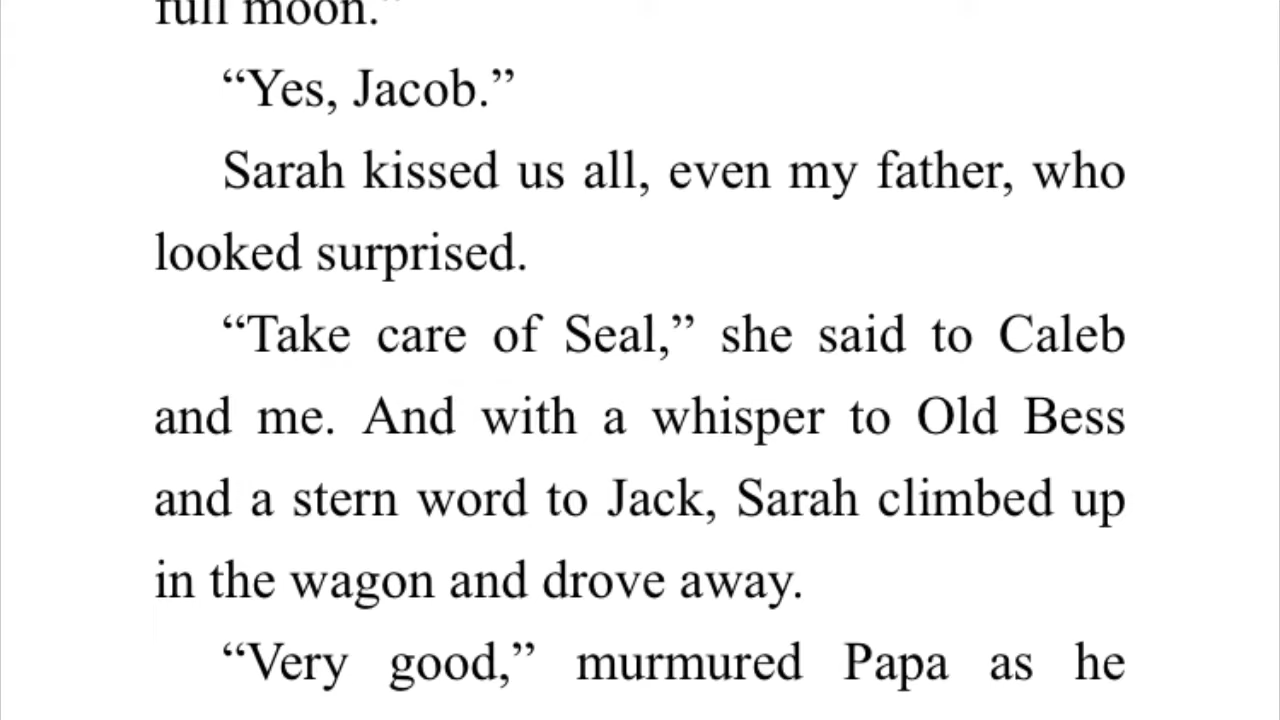 full moon.”
“Yes, Jacob.”
Sarah kissed us all, even my father, who
looked surprised.
“Take care of Seal,” she said to Caleb
and me. And with a whisper to Old Bess
and a stern word to Jack, Sarah climbed up
in the wagon and drove away.
“Very good,” murmured Papa as he